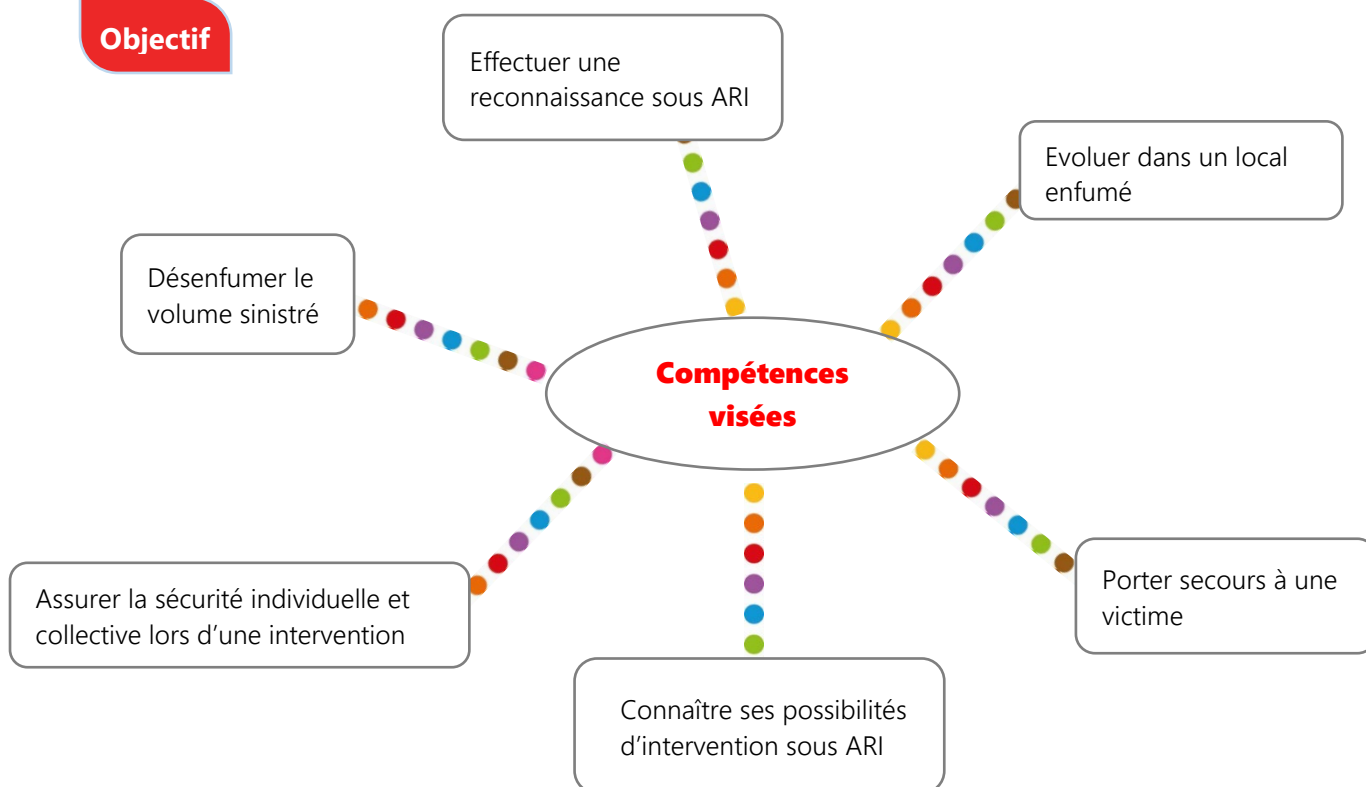 Objectif
Effectuer une
reconnaissance sous ARI
Evoluer dans un local
enfumé
Désenfumer le
volume sinistré
Compétences
visées
Assurer la sécurité individuelle et
collective lors d’une intervention
Porter secours à une
victime
Connaître ses possibilités
d’intervention sous ARI